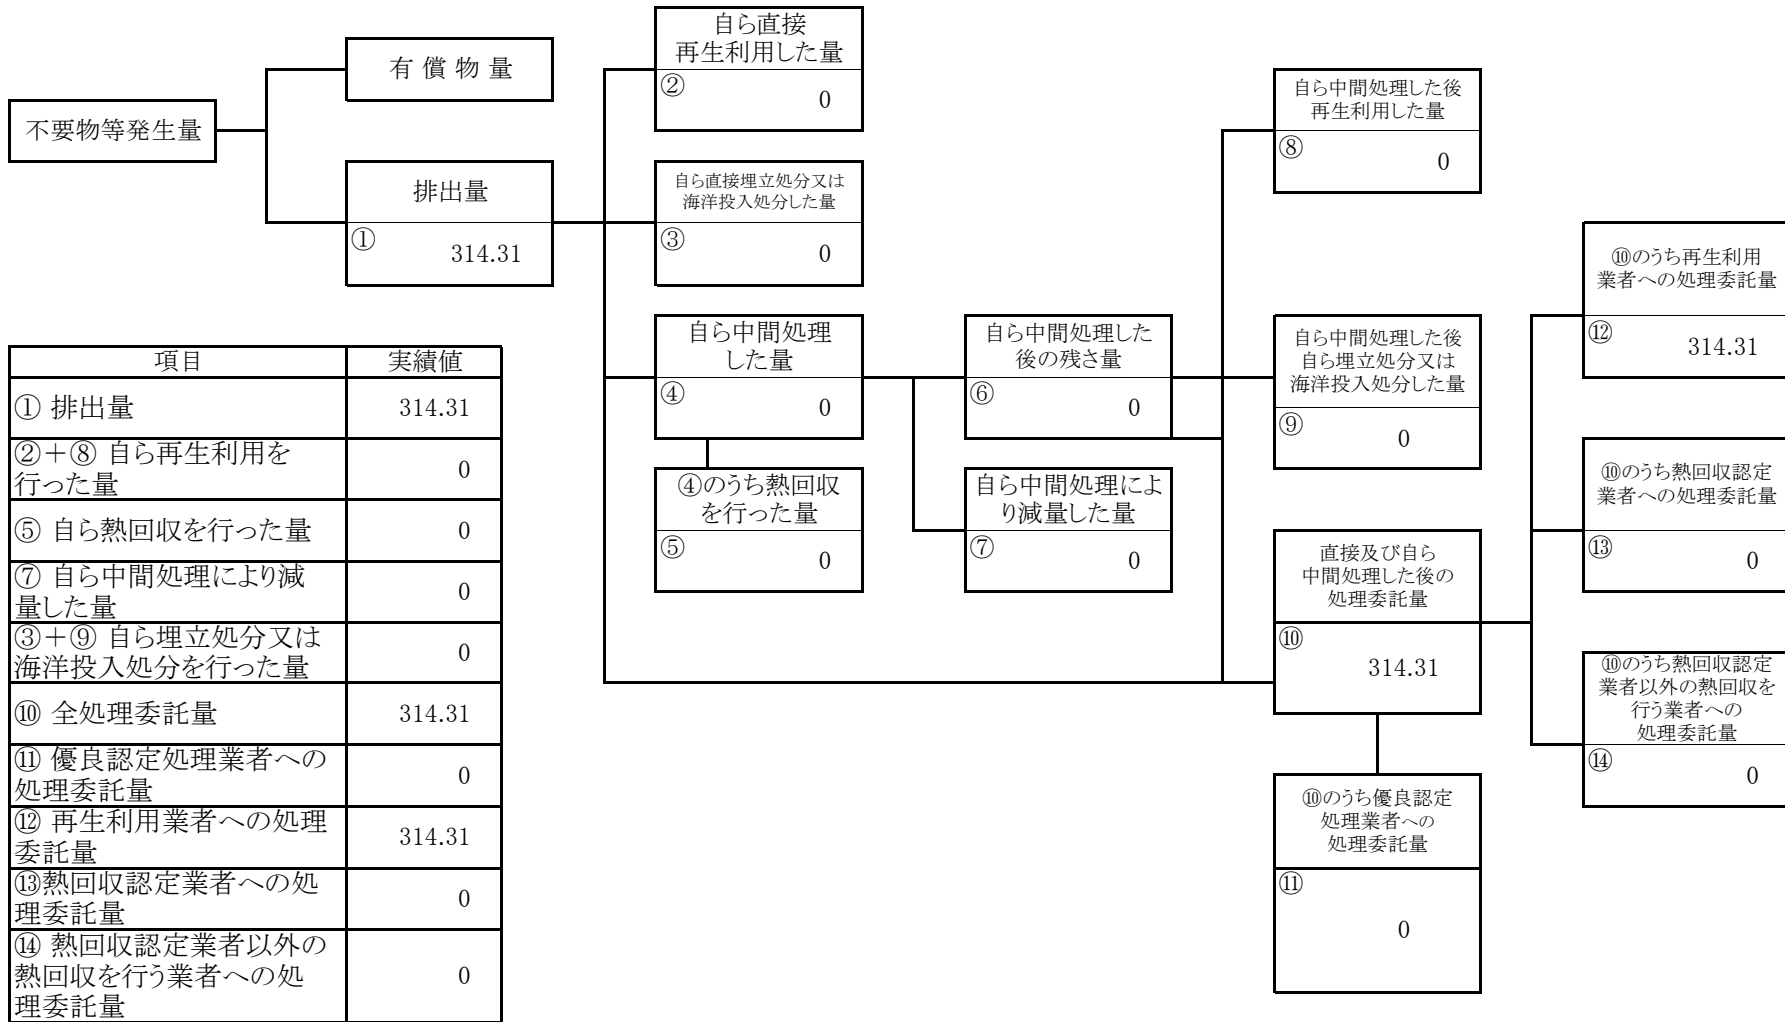 不要物等発生量
有償物量
排出量
①
314.31
自ら直接
再生利用した量
②
0
自ら直接埋立処分又は
海洋投入処分した量
③
0
自ら中間処理
した量
④
0
④のうち熱回収
を行った量
⑤
0
自ら中間処理した
後の残さ量
⑥
0
自ら中間処理によ
り減量した量
⑦
0
自ら中間処理した後
再生利用した量
⑧
0
自ら中間処理した後
自ら埋立処分又は
海洋投入処分した量
⑨
0
直接及び自ら
中間処理した後の
処理委託量
⑩
314.31
⑩のうち優良認定
処理業者への
処理委託量
⑪
0
⑩のうち再生利用
業者への処理委託量
⑫
314.31
⑩のうち熱回収認定
業者への処理委託量
⑬
0
⑩のうち熱回収認定
業者以外の熱回収を
行う業者への
処理委託量
⑭
0
項目 実績値
① 排出量 314.31
②＋⑧ 自ら再生利用を
行った量 0
⑤ 自ら熱回収を行った量 0
⑦ 自ら中間処理により減
量した量 0
③＋⑨ 自ら埋立処分又は
海洋投入処分を行った量 0
⑩ 全処理委託量 314.31
⑪ 優良認定処理業者への
処理委託量 0
⑫ 再生利用業者への処理
委託量 314.31
⑬熱回収認定業者への処
理委託量 0
⑭ 熱回収認定業者以外の
熱回収を行う業者への処
理委託量 0